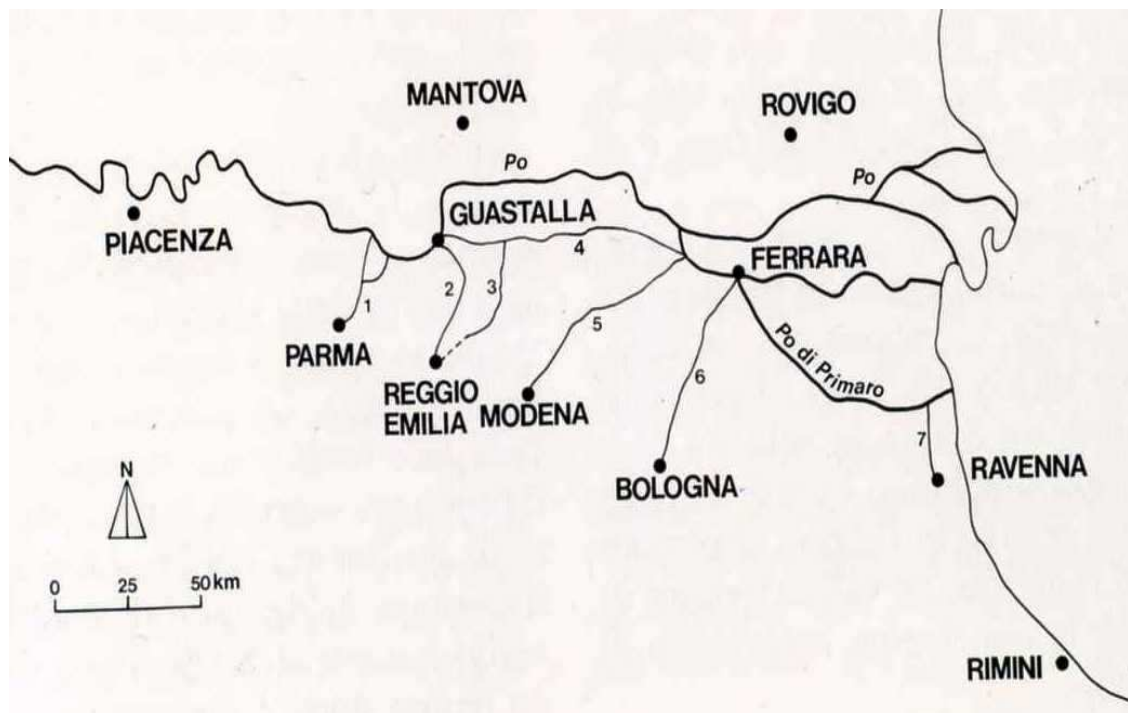 MANTOVA
ROVIGO
Po
Po
GUASTALLA
PIACENZA
4
FERRARA
2
3
1
5
PARMA
Po di Primaro
6
REGGIO
EMILIA
MODENA
7
N
BOLOGNA
RAVENNA
0 25 50 km
RIMINI